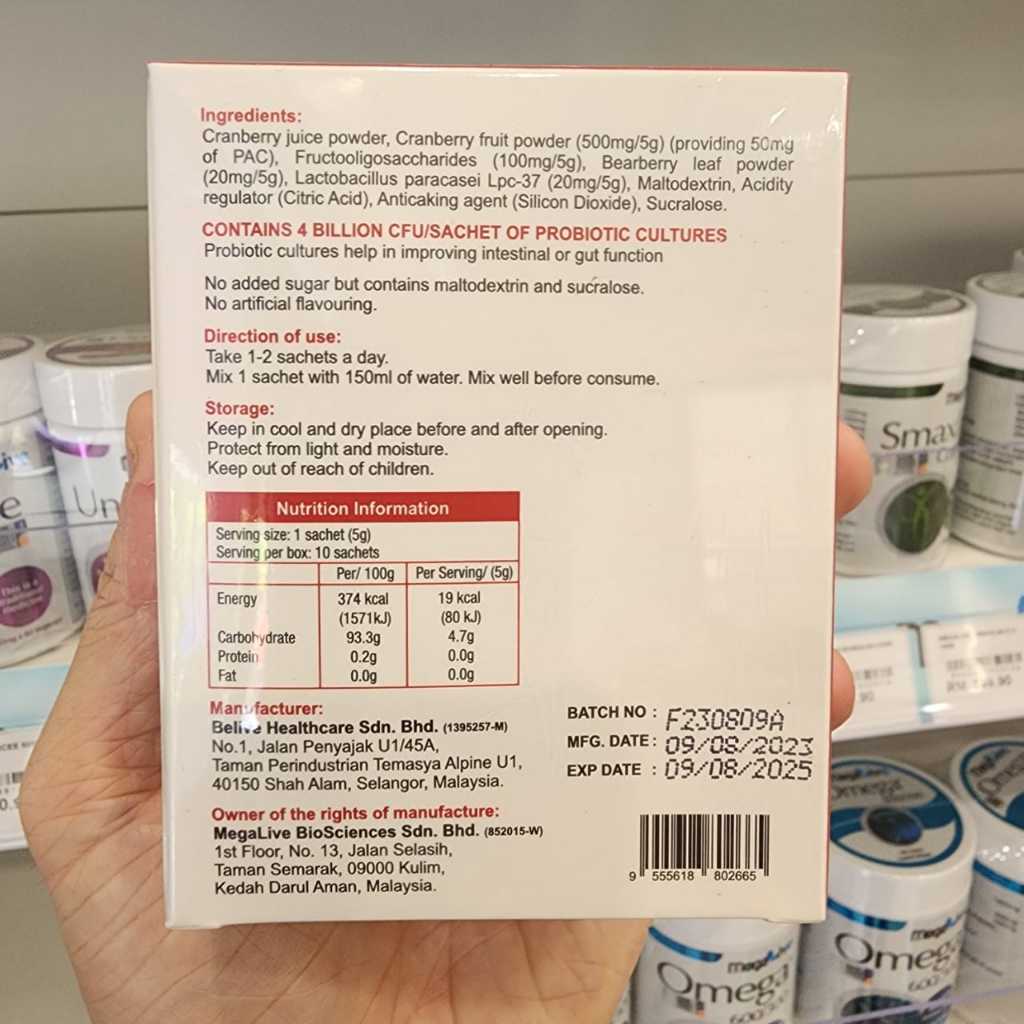 Ingredients:
Cranberry juice powder, Cranberry fruit powder (500mg/5g) (providing 50mg
of PAC), Fructooligosaccharides (100mg/5g), Bearberry leaf powder
(20mg/5g), Lactobacillus paracasei Lpc-37 (20mg/5g), Maltodextrin, Acidity
regulator (Citric Acid), Anticaking agent (Silicon Dioxide), Sucralose.
CONTAINS 4 BILLION CFU/SACHET OF PROBIOTIC CULTURES
Probiotic cultures help in improving intestinal or gut function
No added sugar but contains maltodextrin and sucralose.
No artificial flavouring.
Direction of use:
Take 1-2 sachets a day.
Mix 1 sachet with 150ml of water. Mix well before consume.
Storage:
Keep in cool and dry place before and after opening.
Protect from light and moisture.
Keep out of reach of children.
Nutrition Information
Serving size: 1 sachet (5g)
Serving per box: 10 sachets
Per/ 100g Per Serving/ (5g)
Energy 374 kcal 19 kcal
(1571kJ) (80 kJ)
Carbohydrate 93.3g 4.7g
Protein 0.2g 0.0g
Fat 0.0g 0.0g
Manufacturer:
Belive Healthcare Sdn. Bhd. (1395257-M)
No.1, Jalan Penyajak U1/45A,
Taman Perindustrian Temasya Alpine U1,
40150 Shah Alam, Selangor, Malaysia.
Owner of the rights of manufacture:
MegaLive BioSciences Sdn. Bhd. (852015-W)
1st Floor, No. 13, Jalan Selasih,
Taman Semarak, 09000 Kulim,
Kedah Darul Aman, Malaysia.
BATCH NO : F230809A
MFG. DATE : 09/08/2023
EXP DATE : 09/08/2025
9 555618 802665
Un
Smax
Omega
Omega
Omega